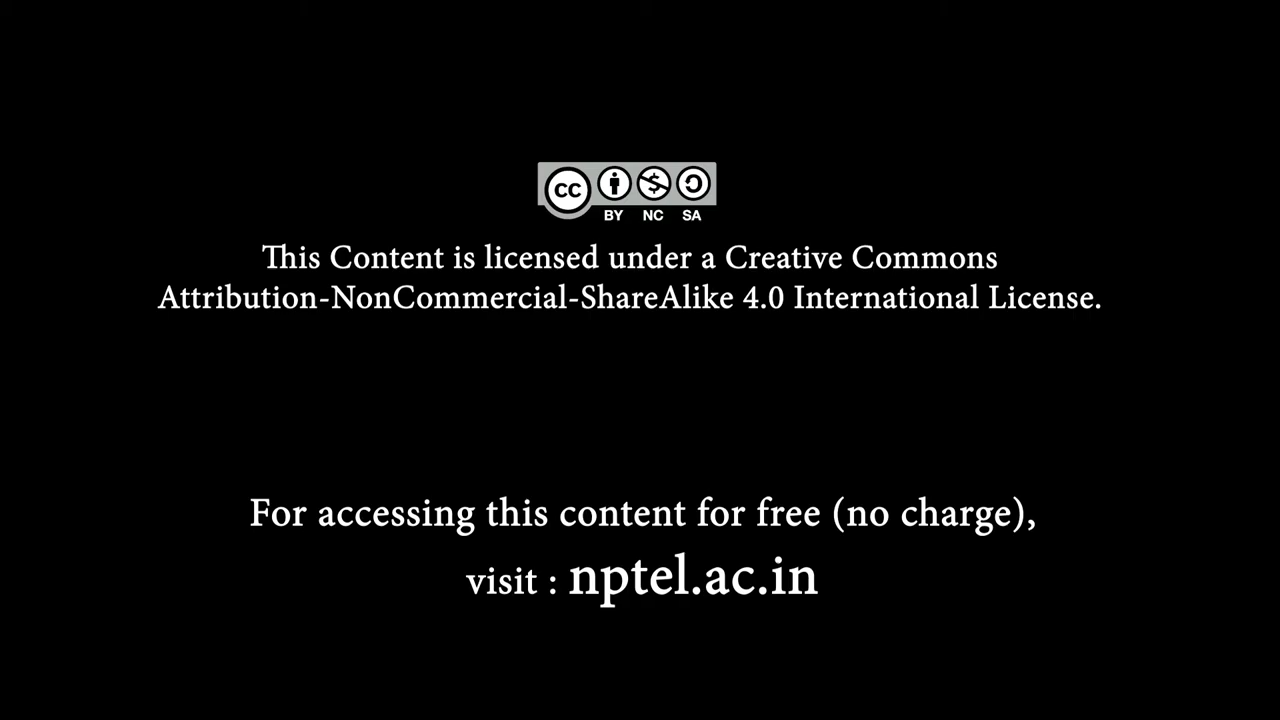 cc
BY NC SA
This Content is licensed under a Creative Commons
Attribution-NonCommercial-ShareAlike 4.0 International License.
For accessing this content for free (no charge),
visit : nptel.ac.in